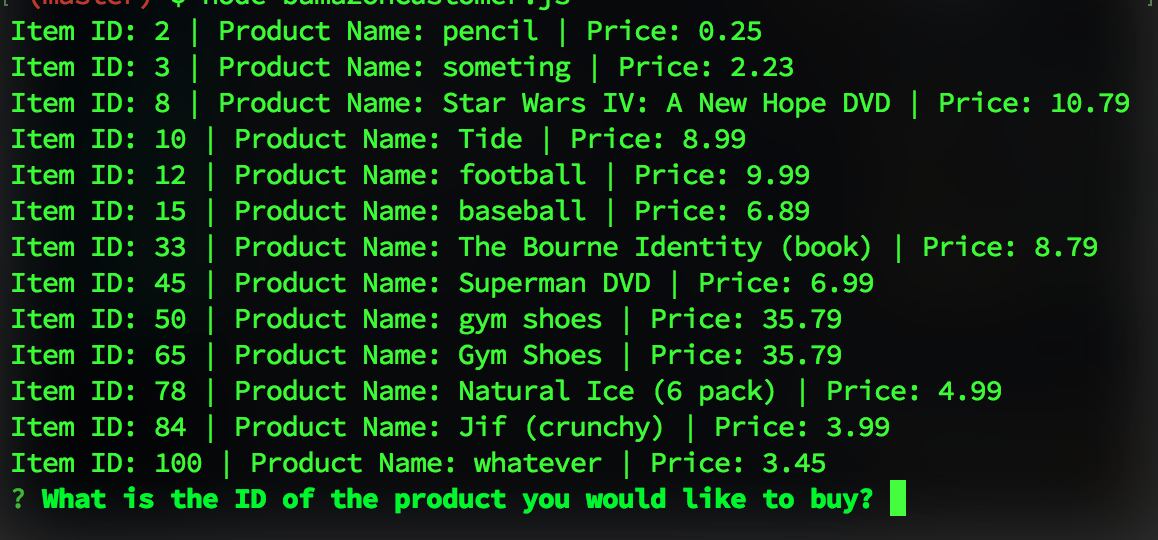 (master) $ node bamazonCustomer.js
Item ID: 2 | Product Name: pencil | Price: 0.25
Item ID: 3 | Product Name: someting | Price: 2.23
Item ID: 8 | Product Name: Star Wars IV: A New Hope DVD | Price: 10.79
Item ID: 10 | Product Name: Tide | Price: 8.99
Item ID: 12 | Product Name: football | Price: 9.99
Item ID: 15 | Product Name: baseball | Price: 6.89
Item ID: 33 | Product Name: The Bourne Identity (book) | Price: 8.79
Item ID: 45 | Product Name: Superman DVD | Price: 6.99
Item ID: 50 | Product Name: gym shoes | Price: 35.79
Item ID: 65 | Product Name: Gym Shoes | Price: 35.79
Item ID: 78 | Product Name: Natural Ice (6 pack) | Price: 4.99
Item ID: 84 | Product Name: Jif (crunchy) | Price: 3.99
Item ID: 100 | Product Name: whatever | Price: 3.45
? What is the ID of the product you would like to buy?